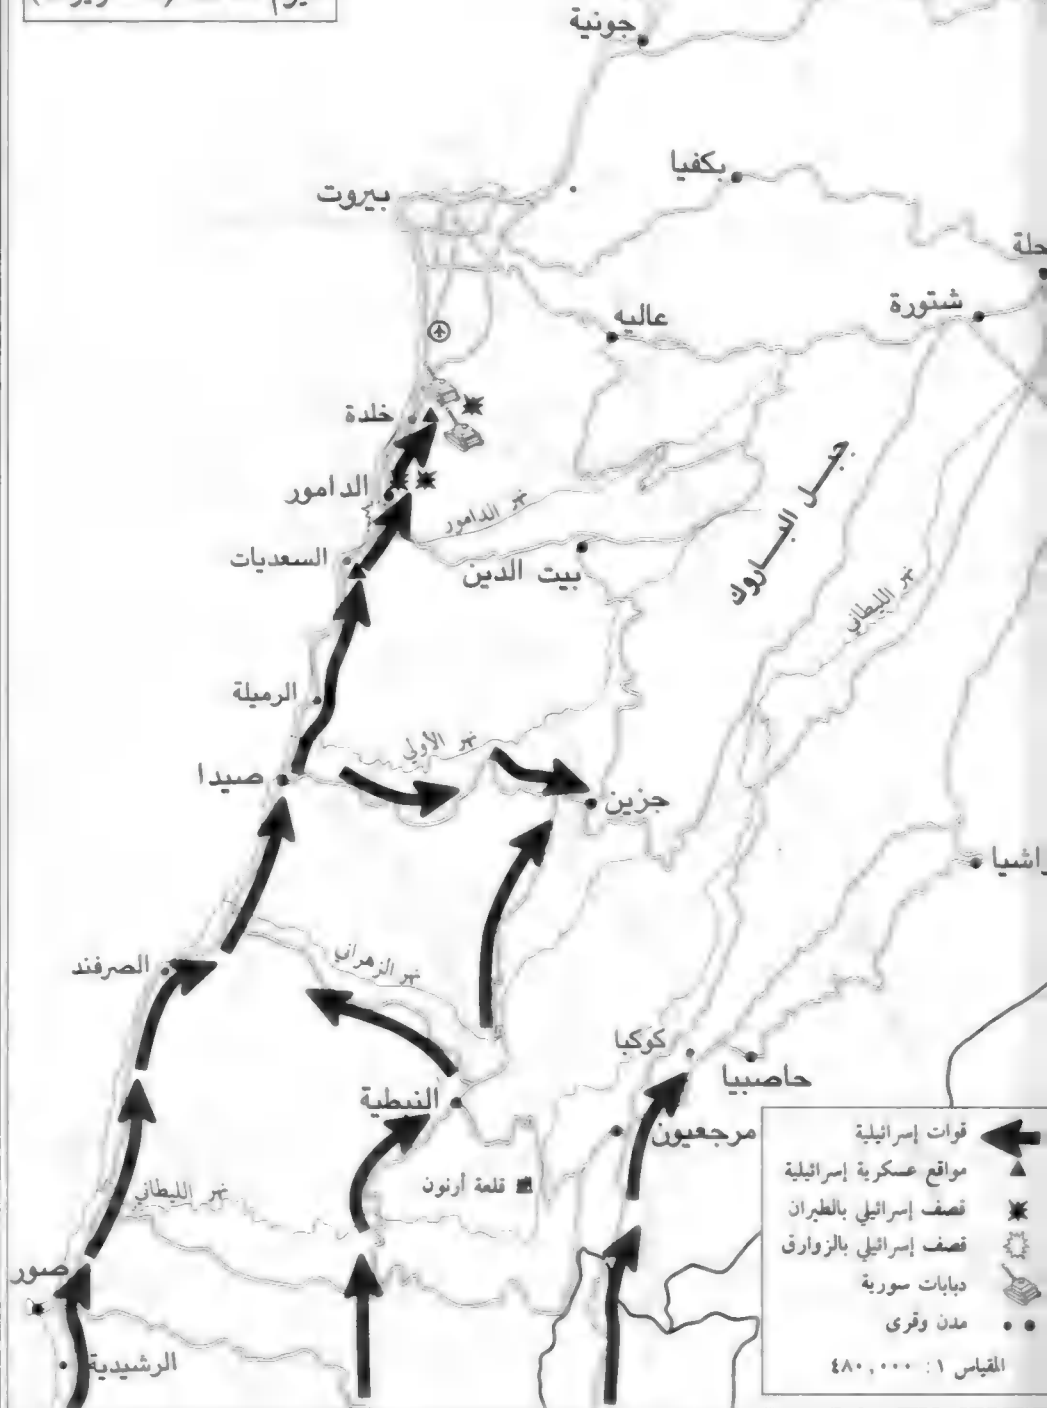 جونية
بكفيا
بيروت
شتورة
عاليه
خلدة
جبل الباروك
الدامور
نهر الدامور
السعديات
بيت الدين
نهر الليطاني
الرميلة
نهر الأولي
صيدا
جزين
الصرفند
نهر الزهراني
كوكبا
حاصبيا
النبطية
مرجعيون
قلعة أرنون
نهر الليطاني
صور
الرشيدية
قوات إسرائيلية
مواقع عسكرية إسرائيلية
قصف إسرائيلي بالطيران
قصف إسرائيلي بالزوارق
دبابات سورية
مدن وقرى
المقياس ١ : ٤٨٠,٠٠٠